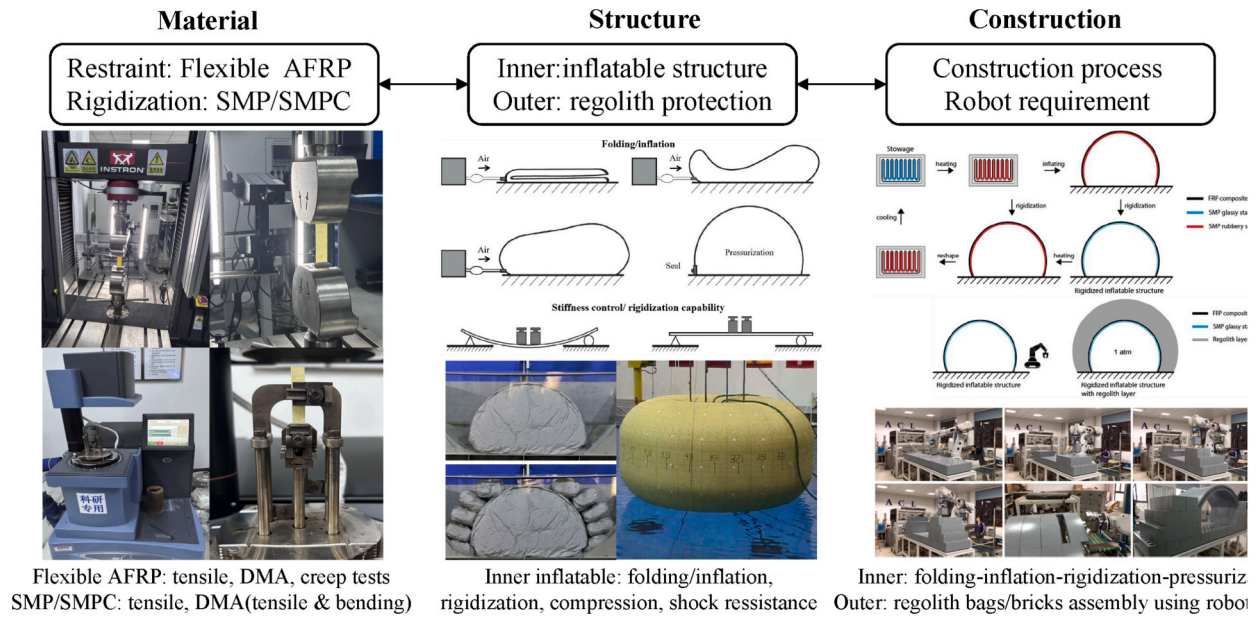 Material
Structure
Construction
Restraint: Flexible AFRP
Rigidization: SMP/SMPC
Inner:inflatable structure
Outer: regolith protection
Construction process
Robot requirement
INSTRON
科研
专用
Folding/inflation
Air
Air
Air
Seal
Pressurization
Stiffness control/ rigidization capability
Stowage
heating
inflating
cooling
rigidization
rigidization
reshape
heating
FRP composite
SMP glassy sta
SMP rubbery s
Rigidized inflatable structure
FRP composite
SMP glassy sta
Regolith laye
1 atm
Rigidized inflatable structure
Rigidized inflatable structure
with regolith layer
A C L
A C L
A C L
A C L
Flexible AFRP: tensile, DMA, creep tests
SMP/SMPC: tensile, DMA(tensile & bending)
Inner inflatable: folding/inflation,
rigidization, compression, shock ressistance
Inner: folding-inflation-rigidization-pressuriza
Outer: regolith bags/bricks assembly using robot